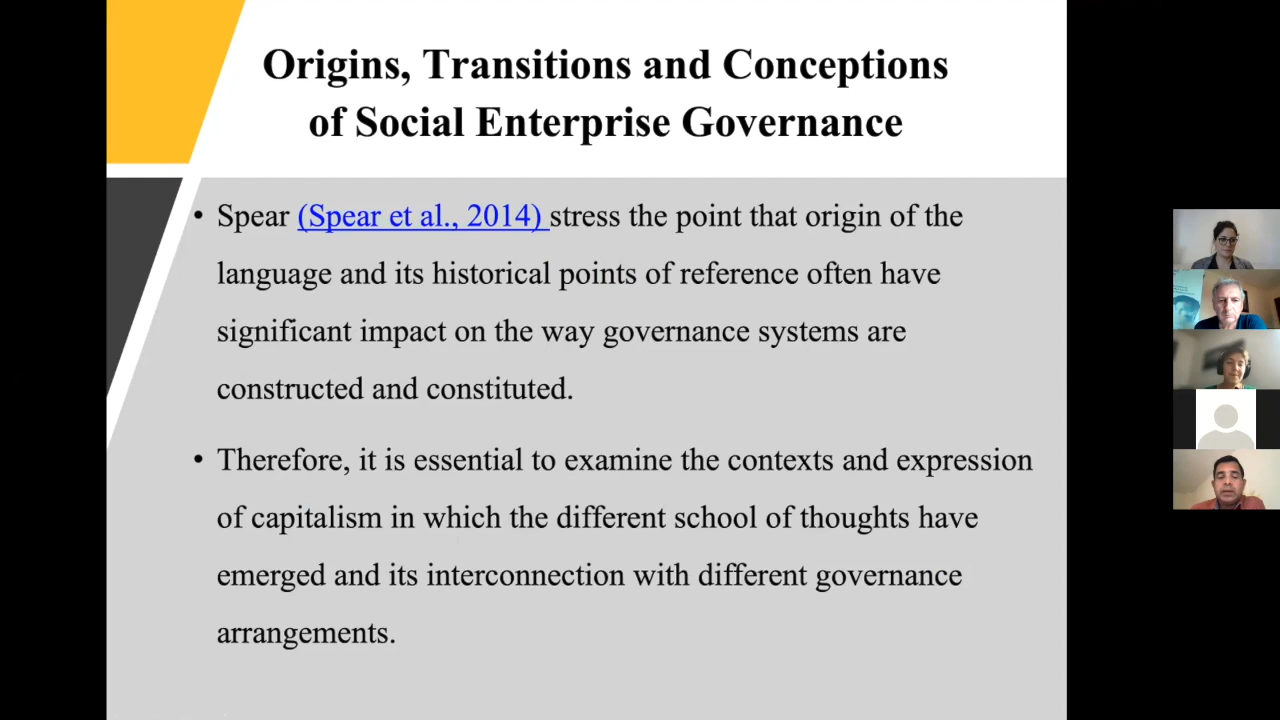 Origins, Transitions and Conceptions
of Social Enterprise Governance
• Spear (Spear et al., 2014) stress the point that origin of the
language and its historical points of reference often have
significant impact on the way governance systems are
constructed and constituted.
• Therefore, it is essential to examine the contexts and expression
of capitalism in which the different school of thoughts have
emerged and its interconnection with different governance
arrangements.